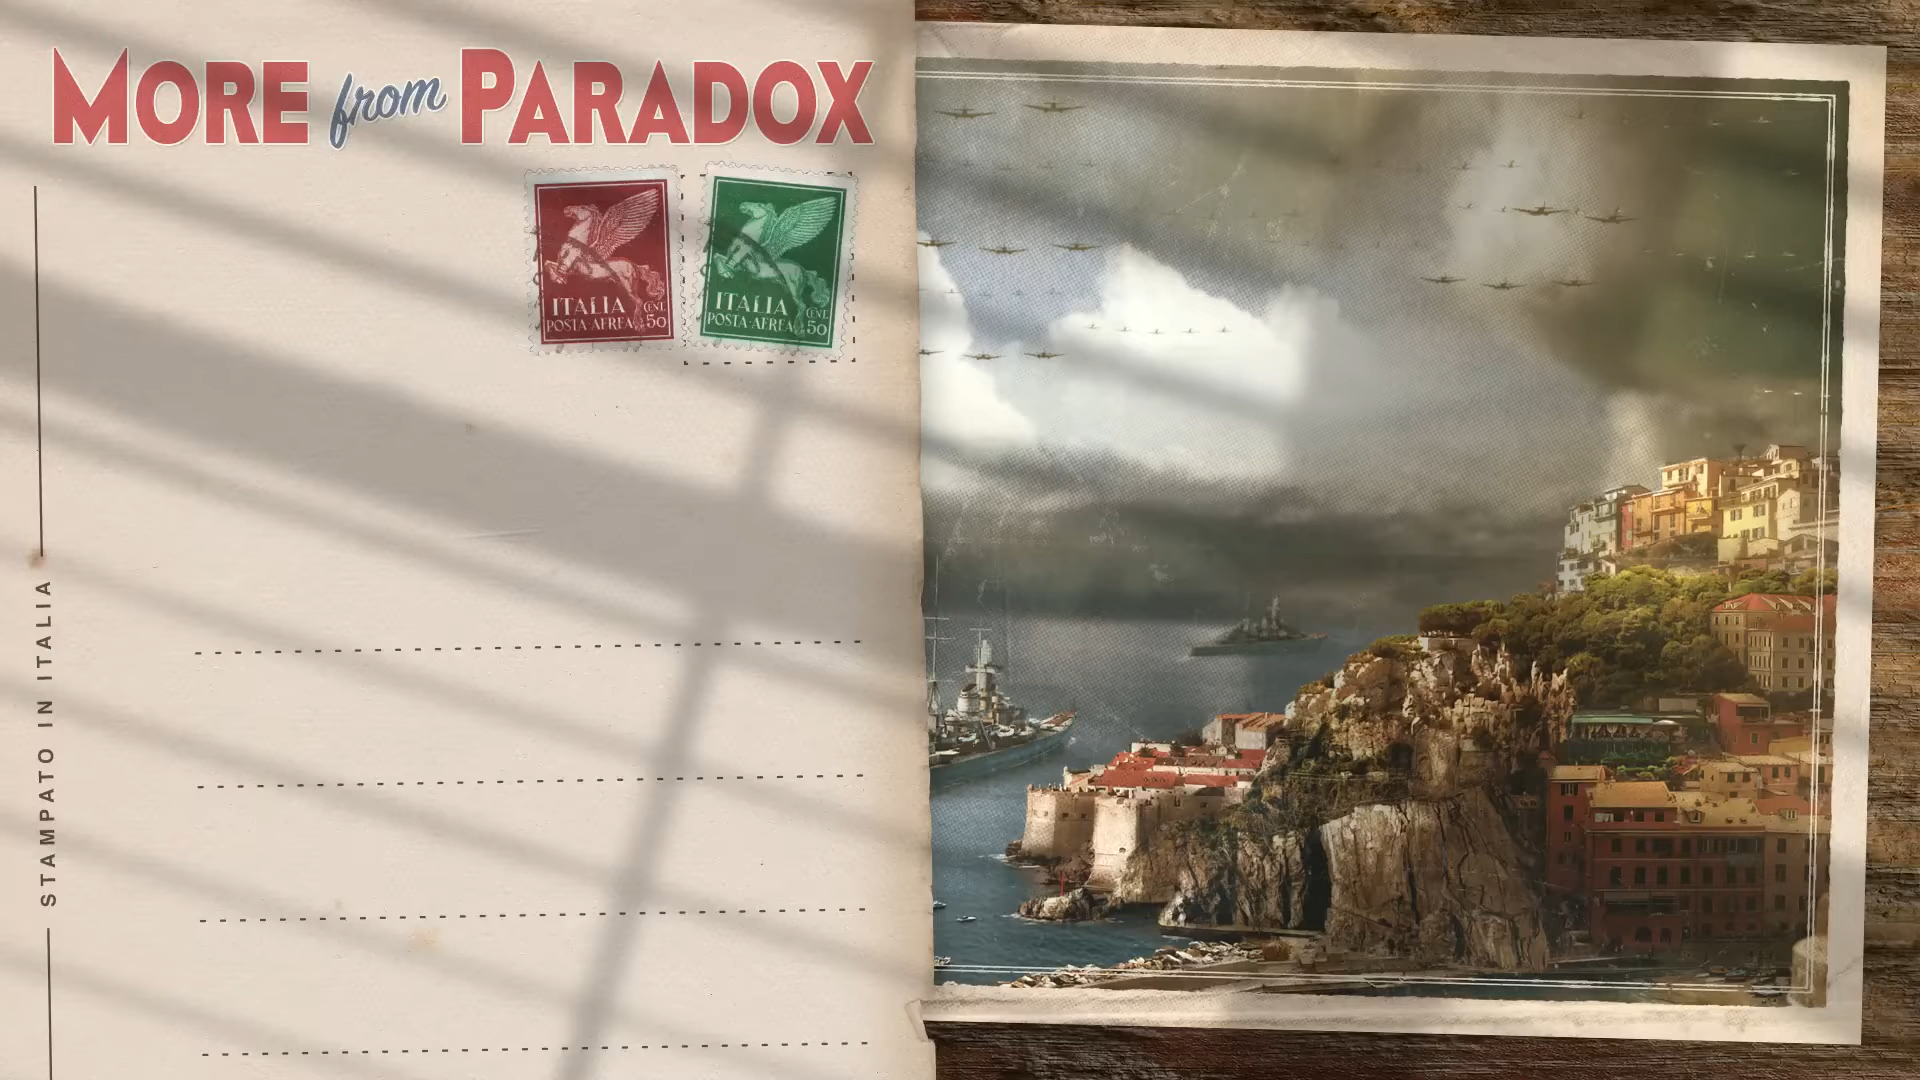 MORE from PARADOX
ITALIA
POSTA AEREA CENT. 50
ITALIA
POSTA AEREA CENT. 50
STAMPATO IN ITALIA